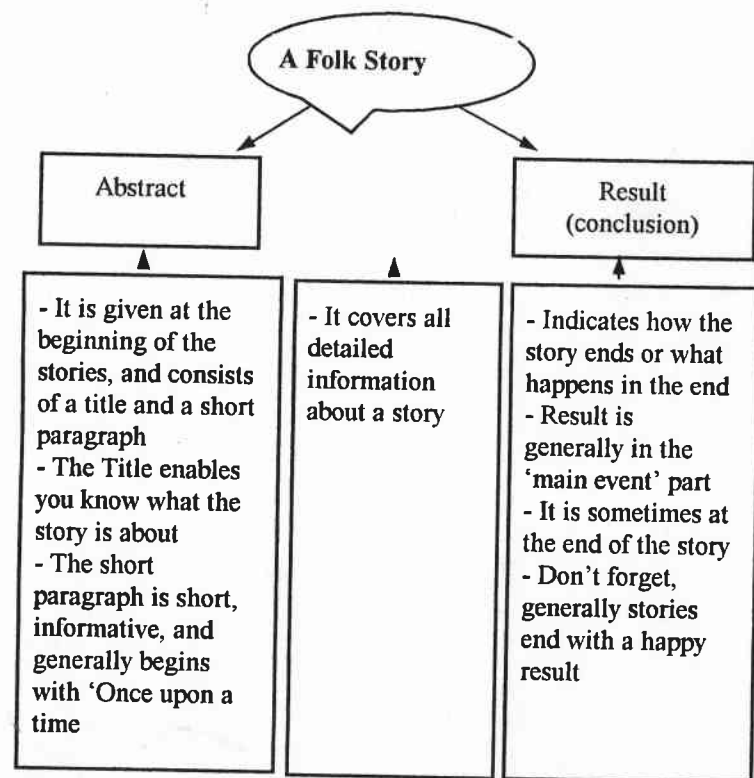 A Folk Story
Abstract
Result
(conclusion)
- It is given at the
beginning of the
stories, and consists
of a title and a short
paragraph
- The Title enables
you know what the
story is about
- The short
paragraph is short,
informative, and
generally begins
with ‘Once upon a
time
- It covers all
detailed
information
about a story
- Indicates how the
story ends or what
happens in the end
- Result is
generally in the
‘main event’ part
- It is sometimes at
the end of the story
- Don’t forget,
generally stories
end with a happy
result